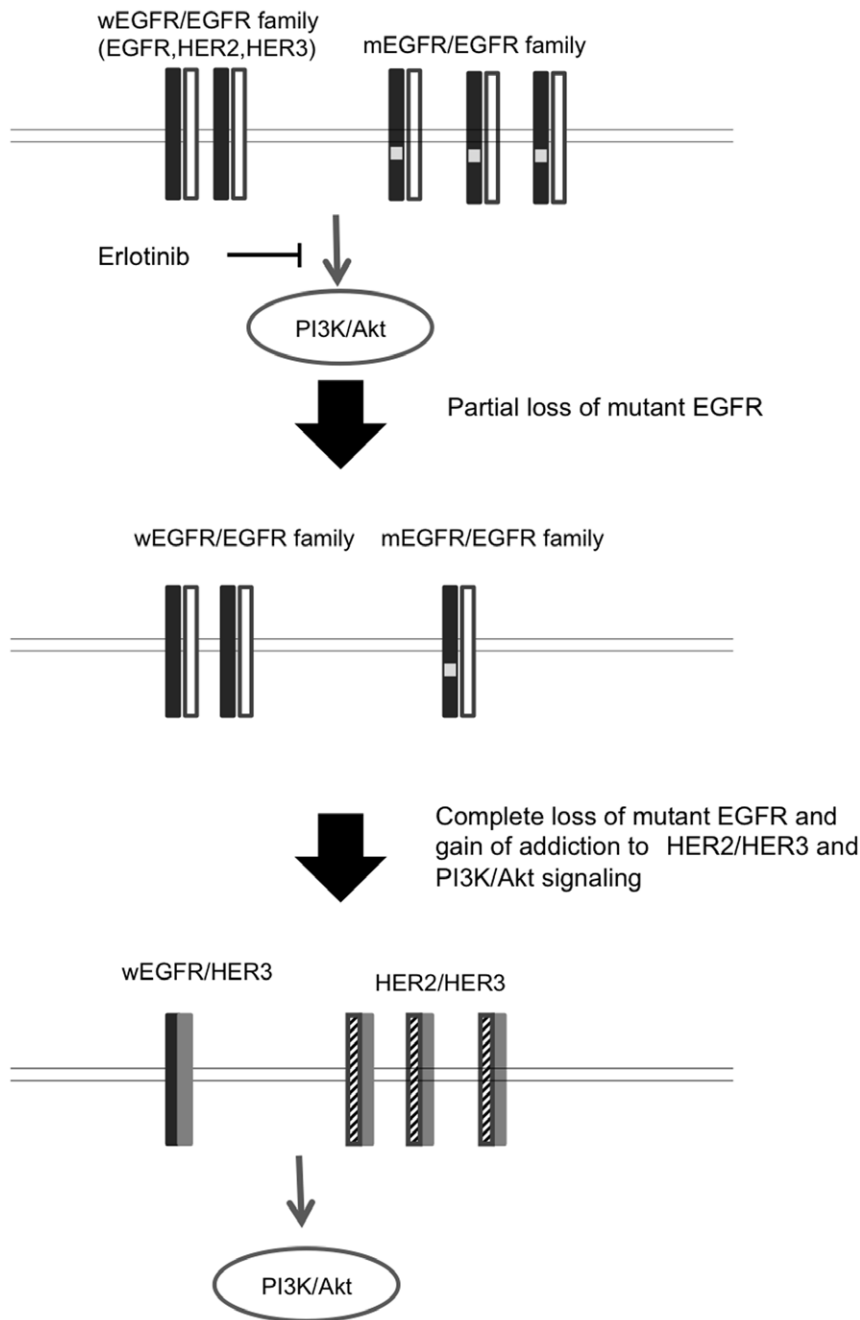 wEGFR/EGFR family
(EGFR,HER2,HER3)
mEGFR/EGFR family
Erlotinib
PI3K/Akt
Partial loss of mutant EGFR
wEGFR/EGFR family
mEGFR/EGFR family
Complete loss of mutant EGFR and
gain of addiction to HER2/HER3 and
PI3K/Akt signaling
wEGFR/HER3
HER2/HER3
PI3K/Akt